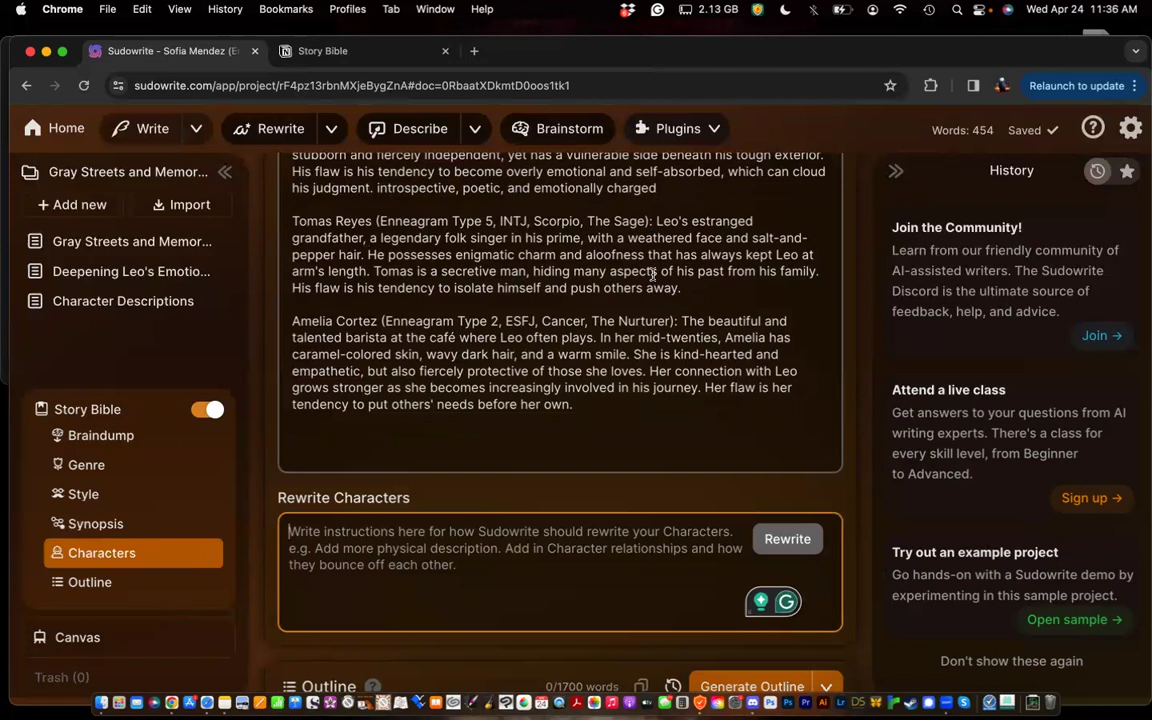 Chrome File Edit View History Bookmarks Profiles Tab Window Help 2.13 GB Wed Apr 24 11:36 AM
Sudowrite - Sofia Mendez (E
Story Bible
sudowrite.com/app/project/rF4pz13rbnMXjeBygZnA#doc=0RbaatXDkmtD0oos1tk1
Relaunch to update
Home Write Rewrite Describe Brainstorm Plugins Words: 454 Saved
Gray Streets and Memor...
+ Add new Import
Gray Streets and Memor...
Deepening Leo's Emotio...
Character Descriptions
Story Bible
Braindump
Genre
Style
Synopsis
Characters
Outline
Canvas
Trash (0)
stubborn and fiercely independent, yet has a vulnerable side beneath his tough exterior.
His flaw is his tendency to become overly emotional and self-absorbed, which can cloud
his judgment. introspective, poetic, and emotionally charged
Tomas Reyes (Enneagram Type 5, INTJ, Scorpio, The Sage): Leo's estranged
grandfather, a legendary folk singer in his prime, with a weathered face and salt-and-
pepper hair. He possesses enigmatic charm and aloofness that has always kept Leo at
arm's length. Tomas is a secretive man, hiding many aspects of his past from his family.
His flaw is his tendency to isolate himself and push others away.
Amelia Cortez (Enneagram Type 2, ESFJ, Cancer, The Nurturer): The beautiful and
talented barista at the café where Leo often plays. In her mid-twenties, Amelia has
caramel-colored skin, wavy dark hair, and a warm smile. She is kind-hearted and
empathetic, but also fiercely protective of those she loves. Her connection with Leo
grows stronger as she becomes increasingly involved in his journey. Her flaw is her
tendency to put others' needs before her own.
Rewrite Characters
Write instructions here for how Sudowrite should rewrite your Characters.
e.g. Add more physical description. Add in Character relationships and how
they bounce off each other.
Rewrite
Outline 0/1700 words Generate Outline
History
Join the Community!
Learn from our friendly community of
AI-assisted writers. The Sudowrite
Discord is the ultimate source of
feedback, help, and advice.
Join →
Attend a live class
Get answers to your questions from AI
writing experts. There's a class for
every skill level, from Beginner
to Advanced.
Sign up →
Try out an example project
Go hands-on with a Sudowrite demo by
experimenting in this sample project.
Open sample →
Don't show these again